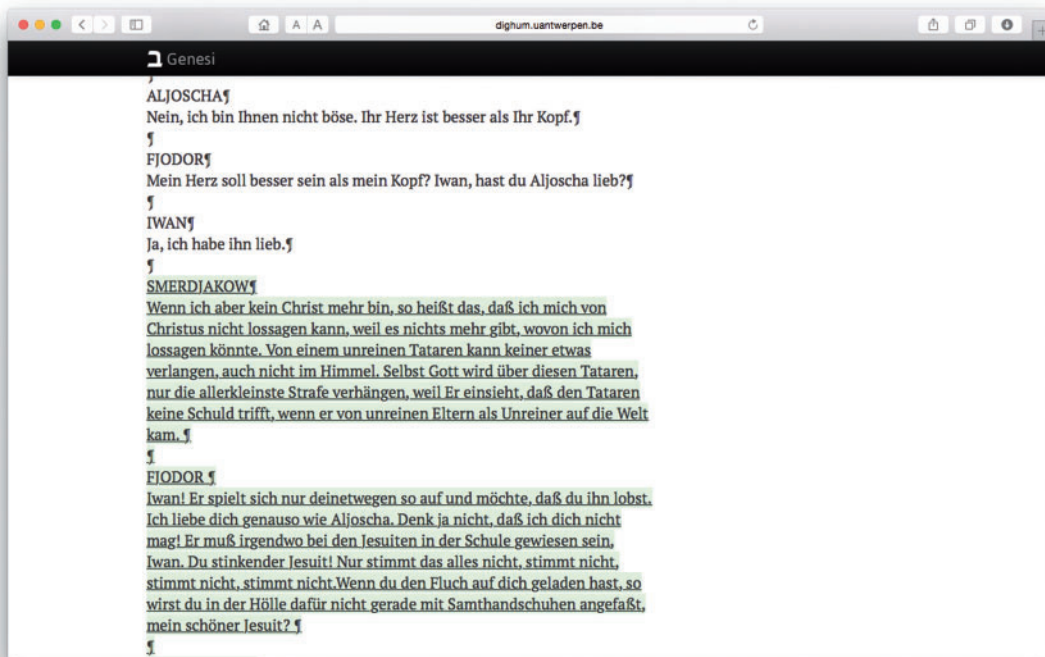 A A
dighum.uantwerpen.be
ב Genesi
¶
ALJOSCHA¶
Nein, ich bin Ihnen nicht böse. Ihr Herz ist besser als Ihr Kopf.¶
¶
FJODOR¶
Mein Herz soll besser sein als mein Kopf? Iwan, hast du Aljoscha lieb?¶
¶
IWAN¶
Ja, ich habe ihn lieb.¶
¶
SMERDJAKOW¶
Wenn ich aber kein Christ mehr bin, so heißt das, daß ich mich von
Christus nicht lossagen kann, weil es nichts mehr gibt, wovon ich mich
lossagen könnte. Von einem unreinen Tataren kann keiner etwas
verlangen, auch nicht im Himmel. Selbst Gott wird über diesen Tataren,
nur die allerkleinste Strafe verhängen, weil Er einsieht, daß den Tataren
keine Schuld trifft, wenn er von unreinen Eltern als Unreiner auf die Welt
kam. ¶
¶
FJODOR ¶
Iwan! Er spielt sich nur deinetwegen so auf und möchte, daß du ihn lobst.
Ich liebe dich genauso wie Aljoscha. Denk ja nicht, daß ich dich nicht
mag! Er muß irgendwo bei den Jesuiten in der Schule gewiesen sein,
Iwan. Du stinkender Jesuit! Nur stimmt das alles nicht, stimmt nicht,
stimmt nicht, stimmt nicht.Wenn du den Fluch auf dich geladen hast, so
wirst du in der Hölle dafür nicht gerade mit Samthandschuhen angefaßt,
mein schöner Jesuit? ¶
¶